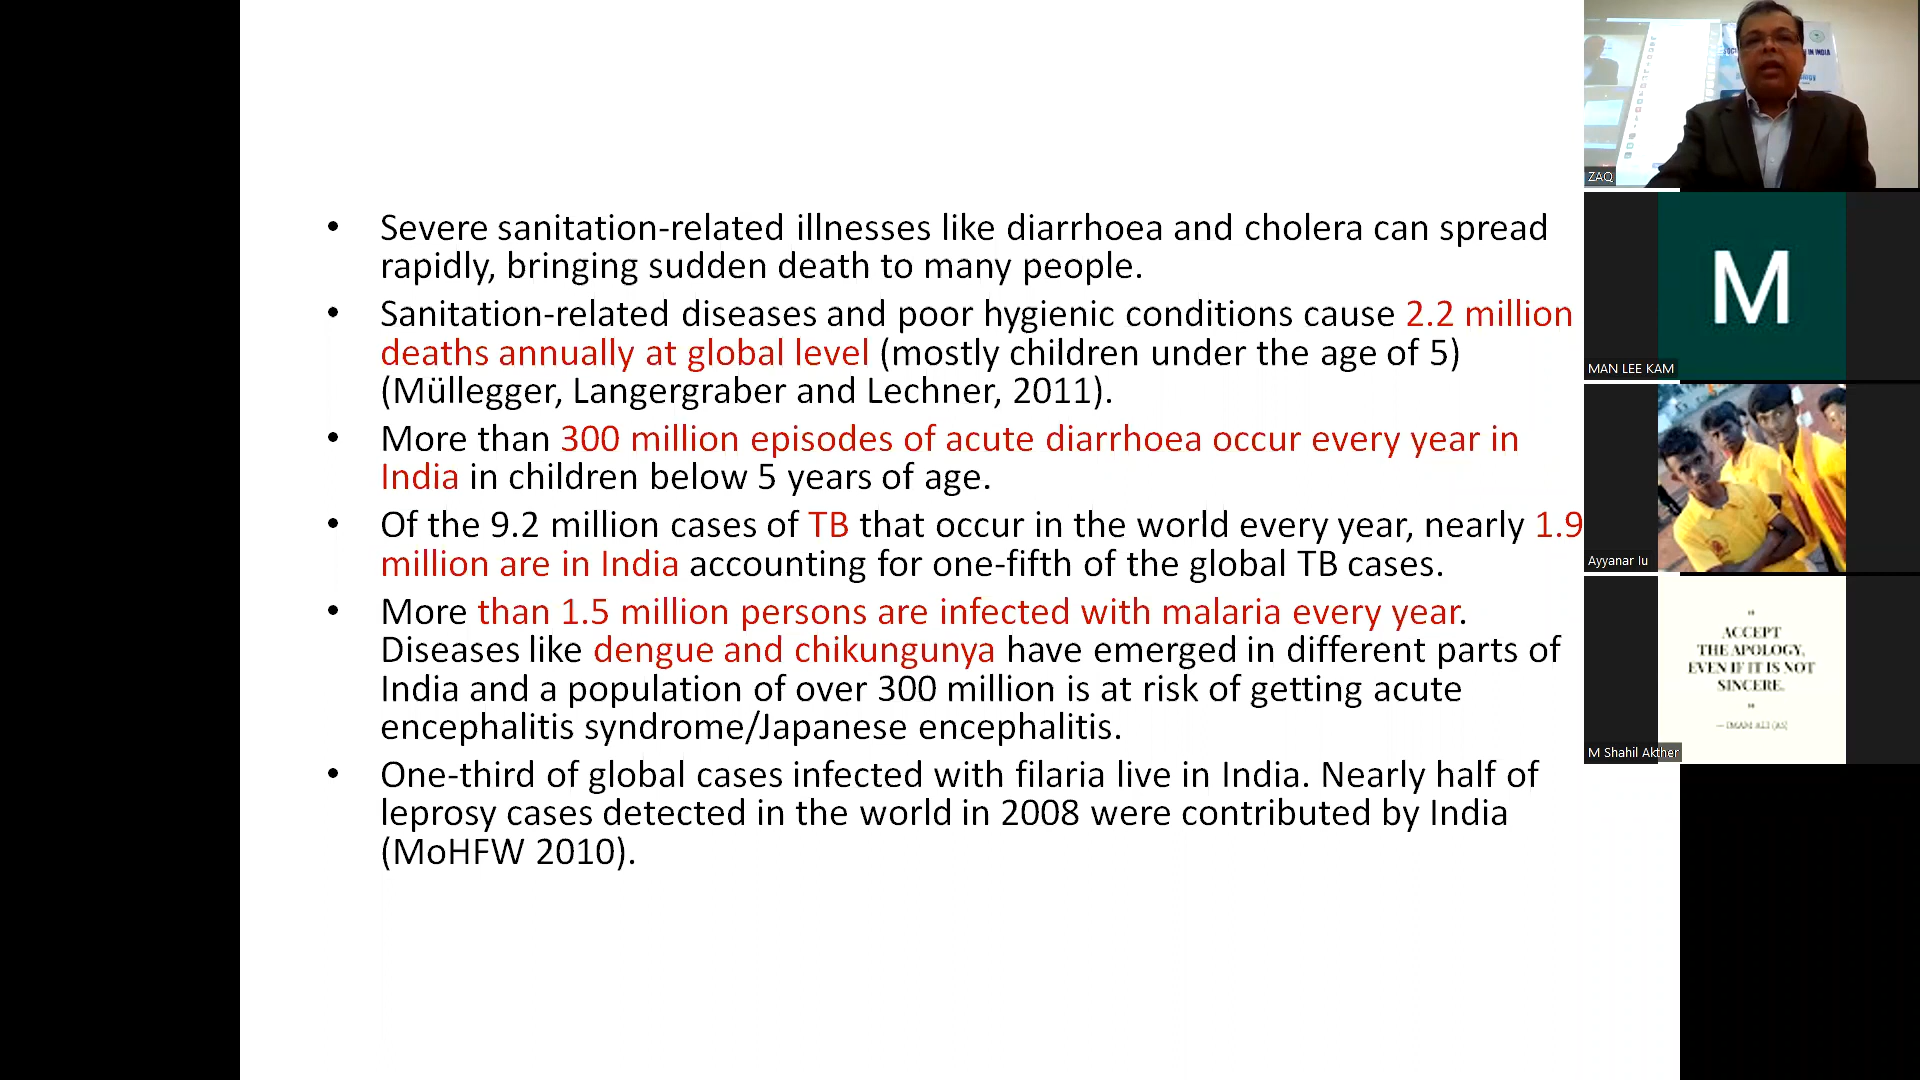 • Severe sanitation-related illnesses like diarrhoea and cholera can spread
rapidly, bringing sudden death to many people.
• Sanitation-related diseases and poor hygienic conditions cause 2.2 million
deaths annually at global level (mostly children under the age of 5)
(Müllegger, Langergraber and Lechner, 2011).
• More than 300 million episodes of acute diarrhoea occur every year in
India in children below 5 years of age.
• Of the 9.2 million cases of TB that occur in the world every year, nearly 1.9
million are in India accounting for one-fifth of the global TB cases.
• More than 1.5 million persons are infected with malaria every year.
Diseases like dengue and chikungunya have emerged in different parts of
India and a population of over 300 million is at risk of getting acute
encephalitis syndrome/Japanese encephalitis.
• One-third of global cases infected with filaria live in India. Nearly half of
leprosy cases detected in the world in 2008 were contributed by India
(MoHFW 2010).
IN INDIA
ZAQ
M
MAN LEE KAM
Ayyanar Iu
"
ACCEPT
THE APOLOGY,
EVEN IF IT IS NOT
SINCERE.
"
— IMAM ALI (AS)
M Shahil Akther